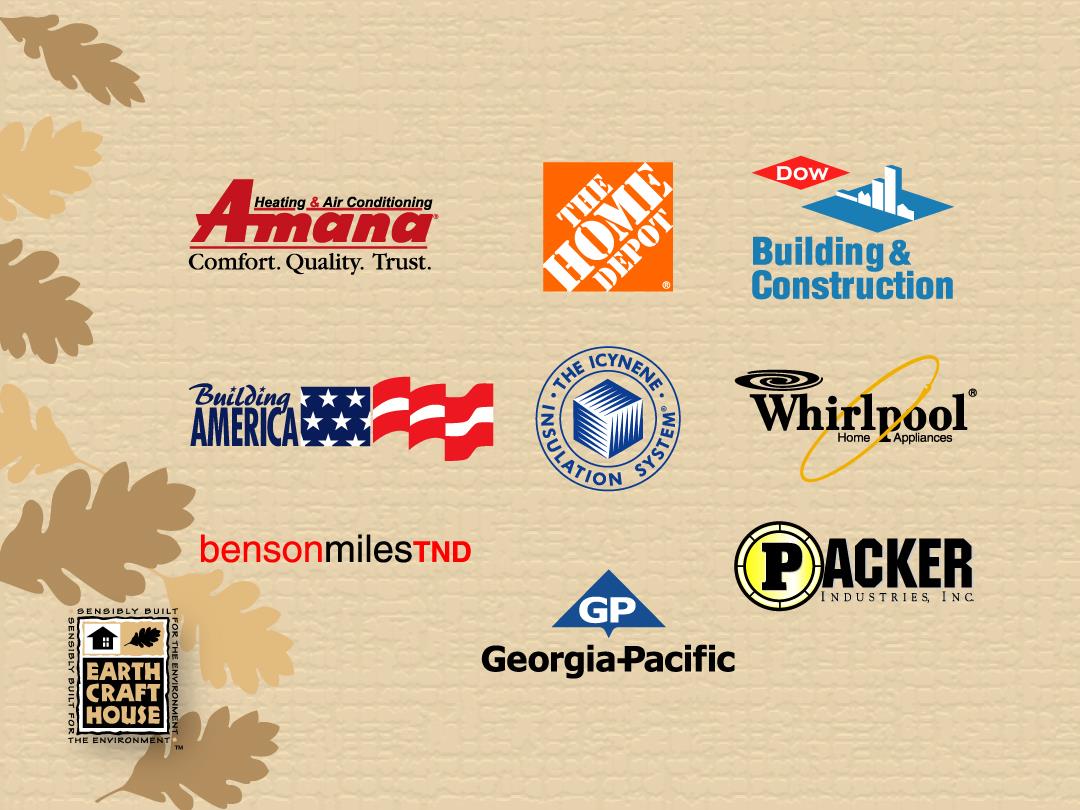 Heating & Air Conditioning
Amana®
Comfort. Quality. Trust.
THE
HOME
DEPOT
®
Dow
Building &
Construction
Building
AMERICA
· THE ICYNENE ·
INSULATION SYSTEM®
Whirlpool®
Home Appliances
bensonmilesTND
PACKER
INDUSTRIES, INC.
GP
Georgia-Pacific
SENSIBLY BUILT
FOR THE ENVIRONMENT
SENSIBLY BUILT FOR
THE ENVIRONMENT
EARTH
CRAFT
HOUSE
™